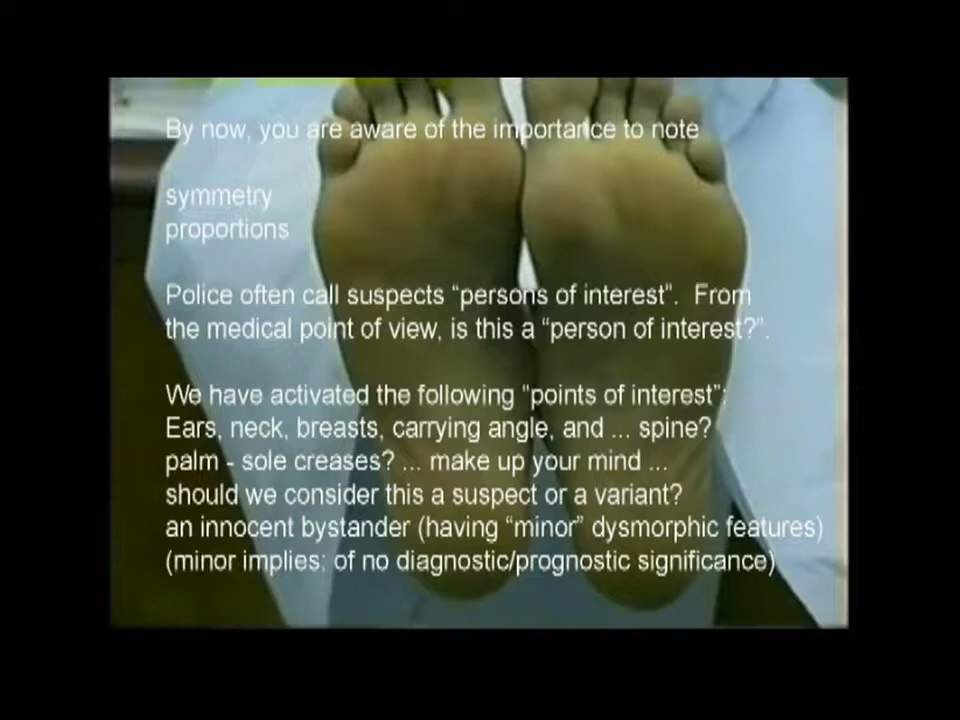 By now, you are aware of the importance to note
symmetry
proportions
Police often call suspects “persons of interest”. From
the medical point of view, is this a “person of interest?”.
We have activated the following “points of interest”:
Ears, neck, breasts, carrying angle, and ... spine?
palm - sole creases? ... make up your mind ...
should we consider this a suspect or a variant?
an innocent bystander (having “minor” dysmorphic features)
(minor implies: of no diagnostic/prognostic significance)